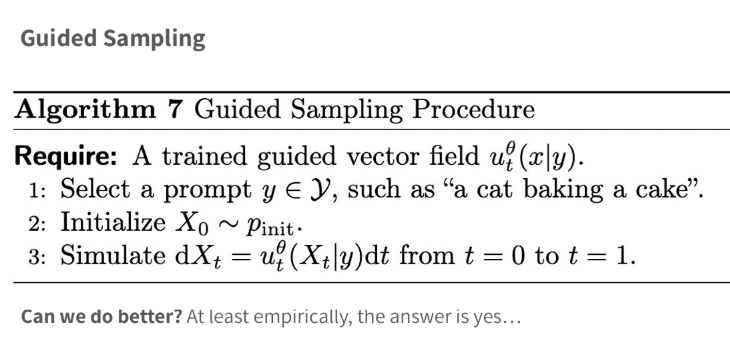 Guided Sampling
Algorithm 7 Guided Sampling Procedure
Require: A trained guided vector field $u_t^\theta(x|y)$.
1: Select a prompt $y \in \mathcal{Y}$, such as “a cat baking a cake”.
2: Initialize $X_0 \sim p_{\text{init}}$.
3: Simulate $\mathrm{d}X_t = u_t^\theta(X_t|y)\mathrm{d}t$ from $t = 0$ to $t = 1$.
Can we do better? At least empirically, the answer is yes…